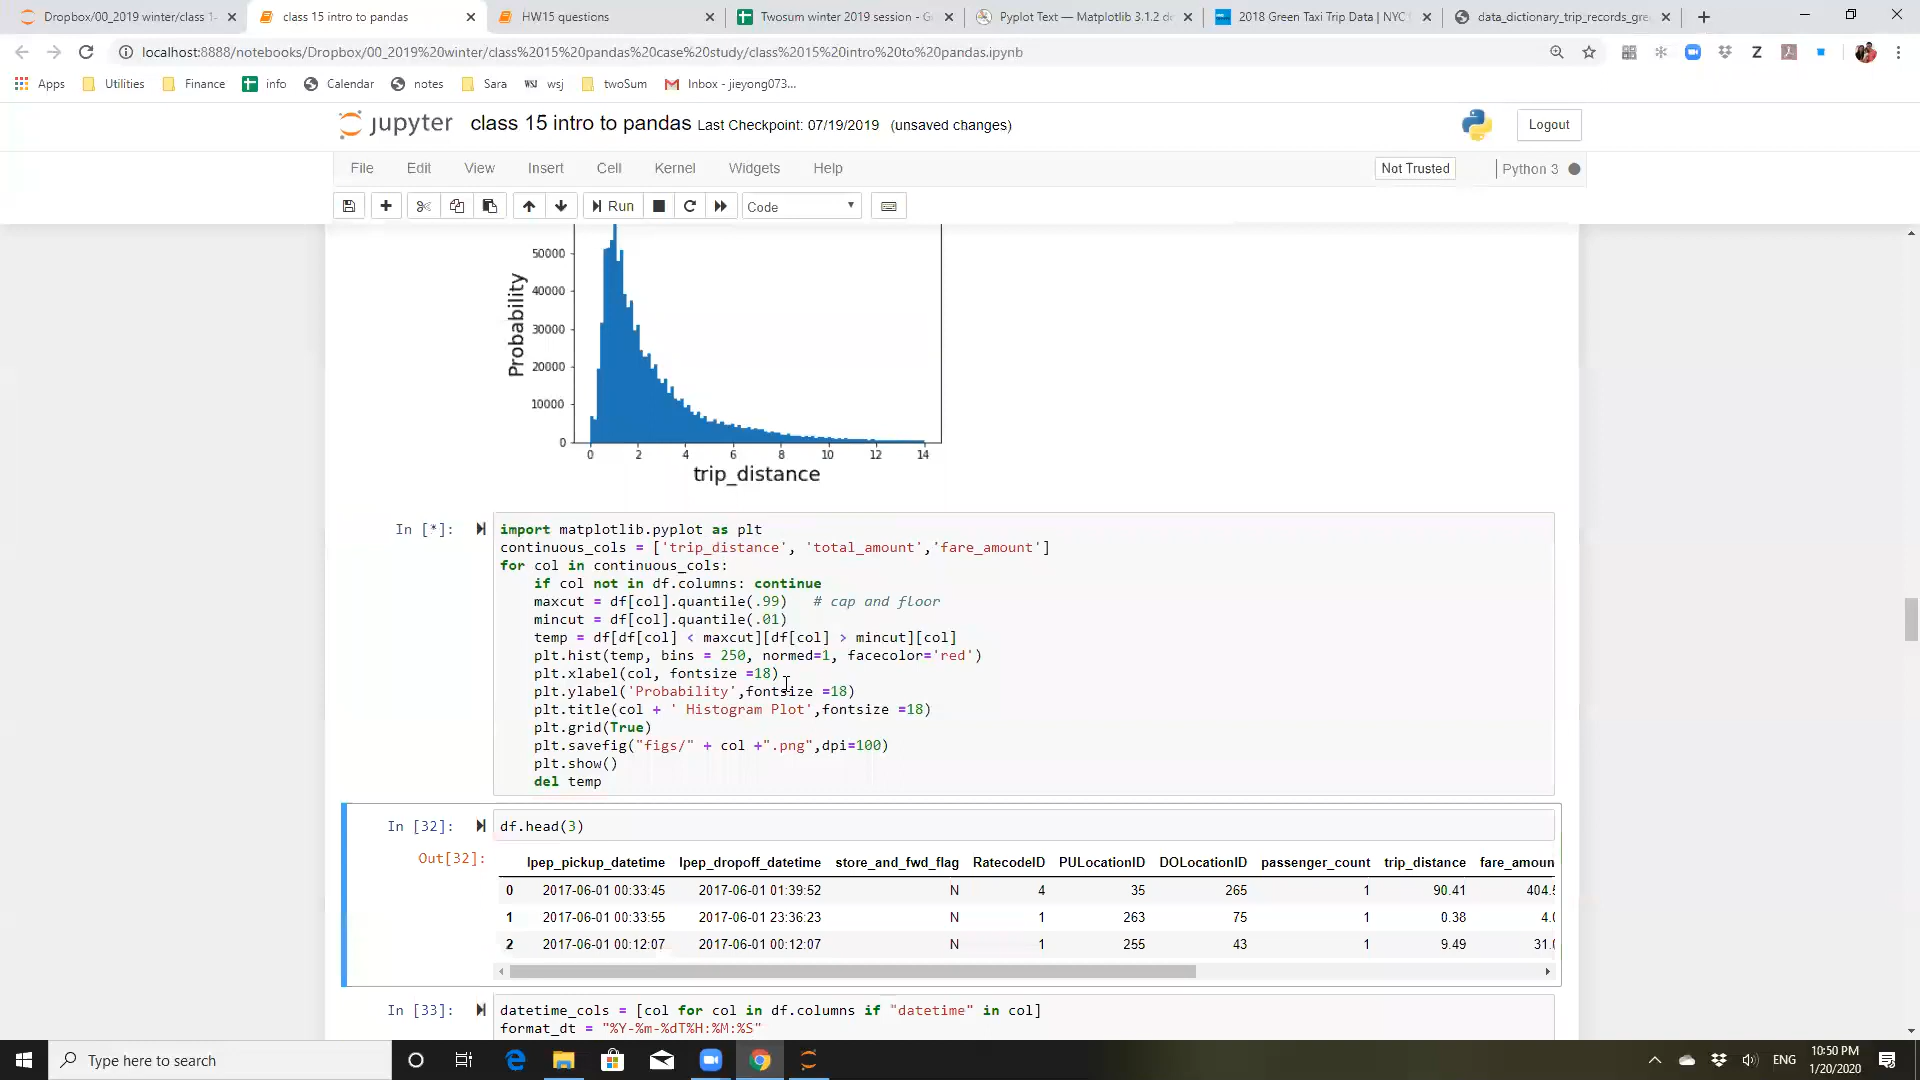 Dropbox/00_2019 winter/class 1-
class 15 intro to pandas
HW15 questions
Twosum winter 2019 session - G
Pyplot Text — Matplotlib 3.1.2 d
2018 Green Taxi Trip Data | NYC
data_dictionary_trip_records_gre
localhost:8888/notebooks/Dropbox/00_2019%20winter/class%2015%20pandas%20case%20study/class%2015%20intro%20to%20pandas.ipynb
Apps
Utilities
Finance
info
Calendar
notes
Sara
WSJ wsj
twoSum
Inbox - jieyong073...
jupyter class 15 intro to pandas Last Checkpoint: 07/19/2019 (unsaved changes)
Logout
File Edit View Insert Cell Kernel Widgets Help
Not Trusted
Python 3
Run
Code
50000
40000
30000
20000
10000
0
Probability
0 2 4 6 8 10 12 14
trip_distance
In [*]:
import matplotlib.pyplot as plt
continuous_cols = ['trip_distance', 'total_amount','fare_amount']
for col in continuous_cols:
    if col not in df.columns: continue
    maxcut = df[col].quantile(.99)   # cap and floor
    mincut = df[col].quantile(.01)
    temp = df[df[col] < maxcut][df[col] > mincut][col]
    plt.hist(temp, bins = 250, normed=1, facecolor='red')
    plt.xlabel(col, fontsize =18)
    plt.ylabel('Probability',fontsize =18)
    plt.title(col + ' Histogram Plot',fontsize =18)
    plt.grid(True)
    plt.savefig("figs/" + col +".png",dpi=100)
    plt.show()
    del temp
In [32]: df.head(3)
Out[32]:
lpep_pickup_datetime lpep_dropoff_datetime store_and_fwd_flag RatecodeID PULocationID DOLocationID passenger_count trip_distance fare_amoun
0 2017-06-01 00:33:45 2017-06-01 01:39:52 N 4 35 265 1 90.41 404.5
1 2017-06-01 00:33:55 2017-06-01 23:36:23 N 1 263 75 1 0.38 4.0
2 2017-06-01 00:12:07 2017-06-01 00:12:07 N 1 255 43 1 9.49 31.0
In [33]: datetime_cols = [col for col in df.columns if "datetime" in col]
format_dt = "%Y-%m-%dT%H:%M:%S"
Type here to search
ENG
10:50 PM
1/20/2020